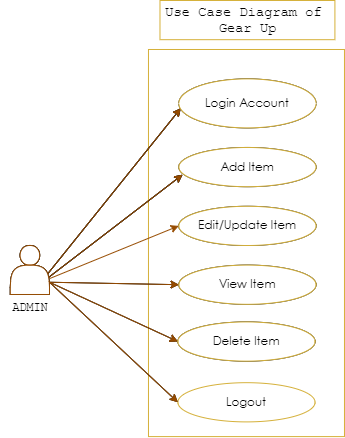 Use Case Diagram of
Gear Up
Login Account
Add Item
Edit/Update Item
View Item
Delete Item
Logout
ADMIN